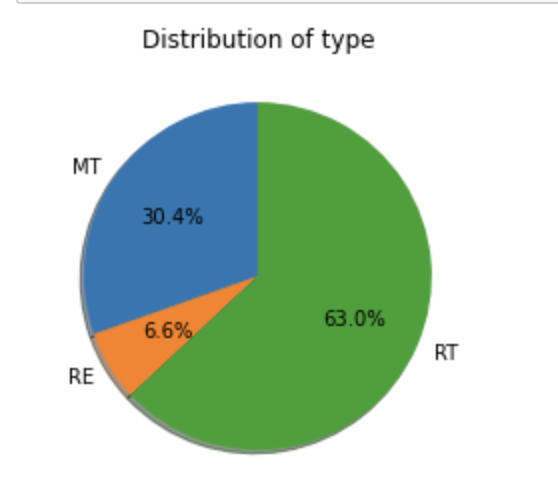 Distribution of type
MT
30.4%
63.0%
6.6%
RT
RE